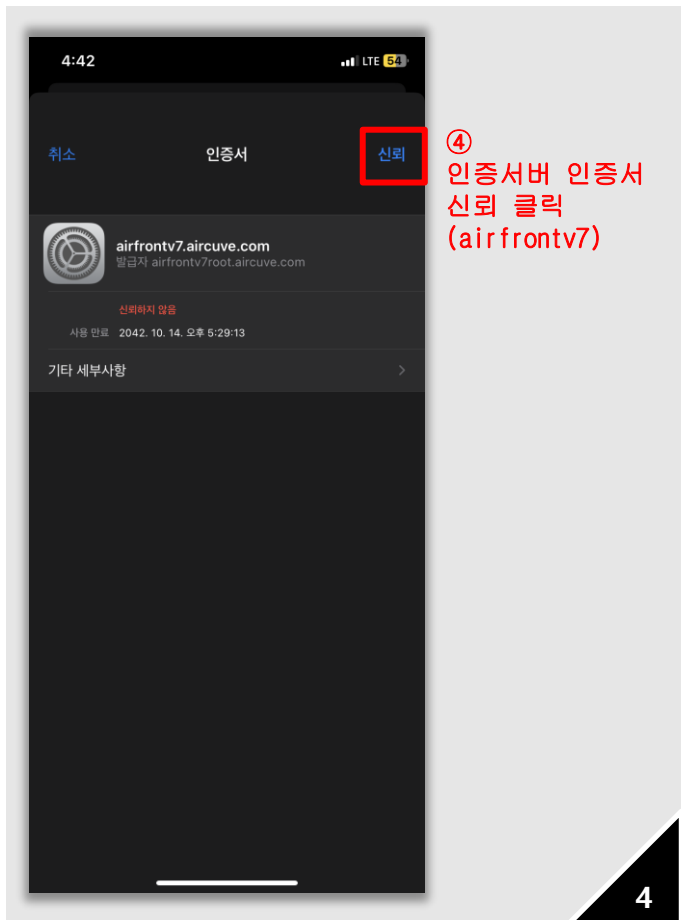 4:42
LTE 54
취소
인증서
신뢰
airfrontv7.aircuve.com
발급자 airfrontv7root.aircuve.com
신뢰하지 않음
사용 만료 2042. 10. 14. 오후 5:29:13
기타 세부사항
④
인증서버 인증서
신뢰 클릭
(airfrontv7)
4